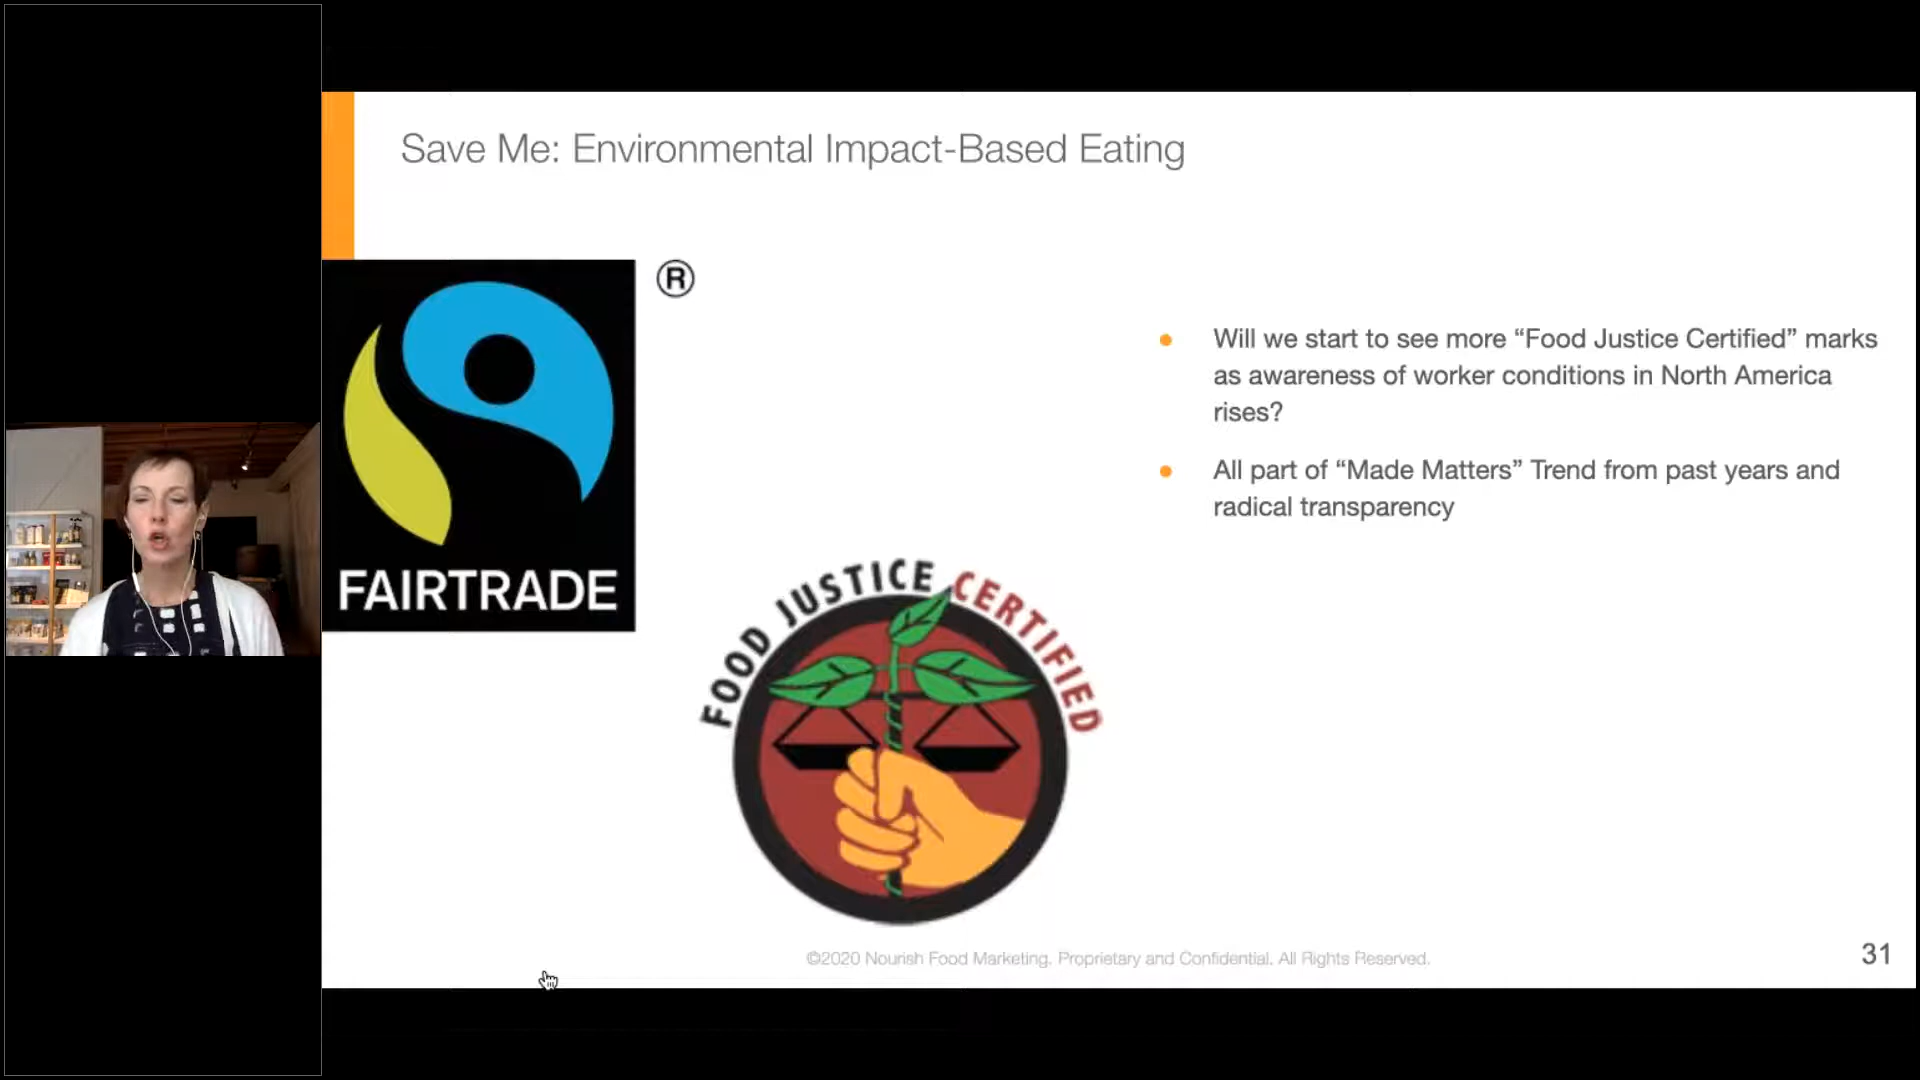 Save Me: Environmental Impact-Based Eating
®
FAIRTRADE
FOOD JUSTICE CERTIFIED
Will we start to see more “Food Justice Certified” marks
as awareness of worker conditions in North America
rises?
All part of “Made Matters” Trend from past years and
radical transparency
©2020 Nourish Food Marketing. Proprietary and Confidential. All Rights Reserved.
31